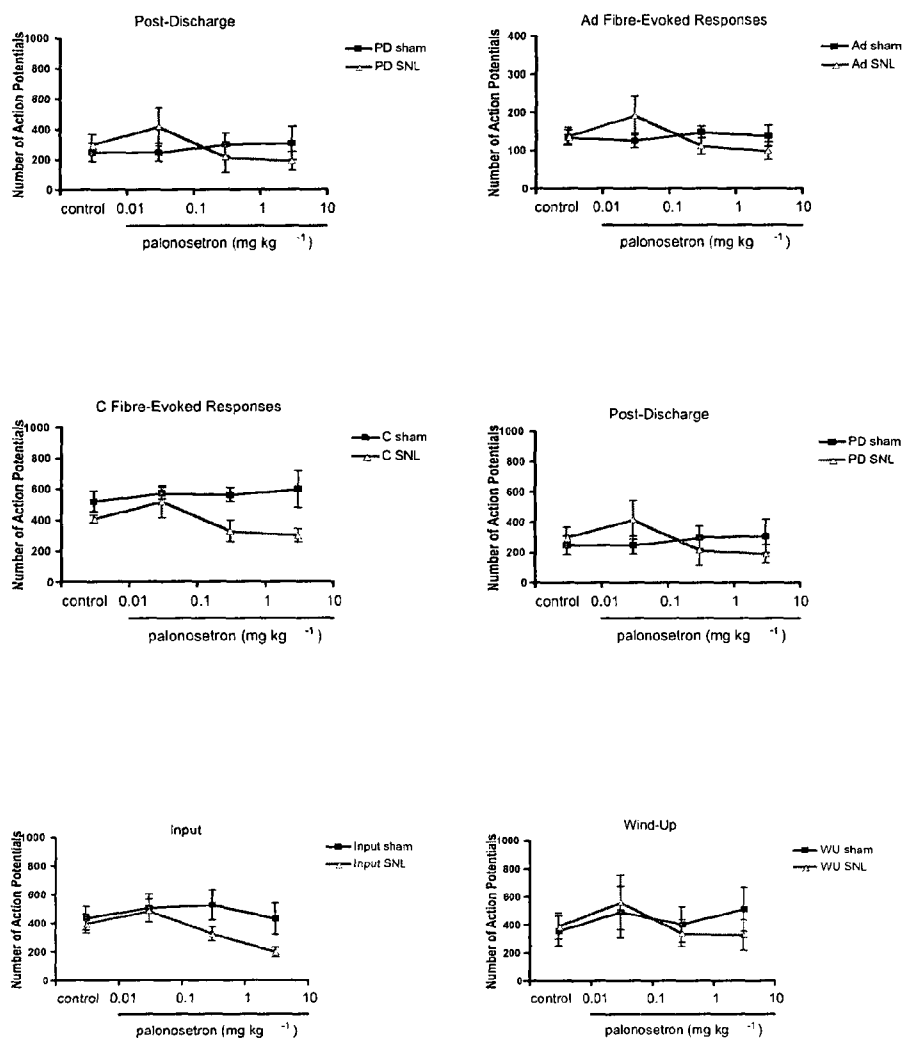 Post-Discharge
PD sham
PD SNL
Number of Action Potentials
1000
800
600
400
200
0
control 0.01 0.1 1 10
palonosetron (mg kg -1)
Ad Fibre-Evoked Responses
Ad sham
Ad SNL
Number of Action Potentials
400
300
200
100
0
control 0.01 0.1 1 10
palonosetron (mg kg -1)
C Fibre-Evoked Responses
C sham
C SNL
Number of Action Potentials
1000
800
600
400
200
0
control 0.01 0.1 1 10
palonosetron (mg kg -1)
Post-Discharge
PD sham
PD SNL
Number of Action Potentials
1000
800
600
400
200
0
control 0.01 0.1 1 10
palonosetron (mg kg -1)
Input
Input sham
Input SNL
Number of Action Potentials
1000
800
600
400
200
0
control 0.01 0.1 1 10
palonosetron (mg kg -1)
Wind-Up
WU sham
WU SNL
Number of Action Potentials
1000
800
600
400
200
0
control 0.01 0.1 1 10
palonosetron (mg kg -1)